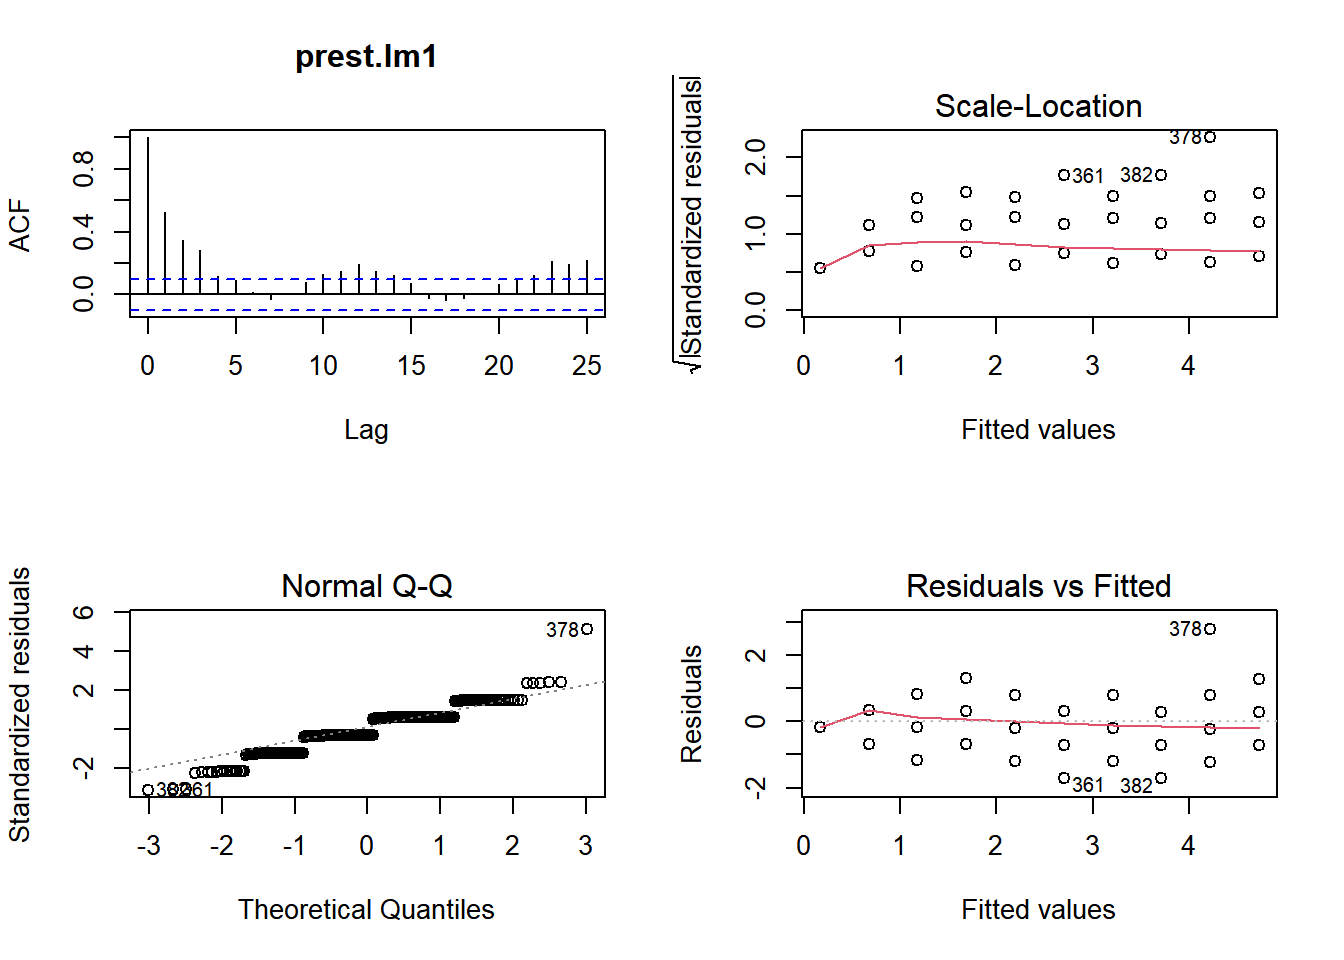 prest.lm1
ACF
0.0 0.4 0.8
0 5 10 15 20 25
Lag
Scale-Location
√|Standardized residuals|
0.0 1.0 2.0
378
361 382
0 1 2 3 4
Fitted values
Normal Q-Q
Standardized residuals
-2 2 4 6
378
382 361
-3 -2 -1 0 1 2 3
Theoretical Quantiles
Residuals vs Fitted
Residuals
-2 0 2
378
361 382
0 1 2 3 4
Fitted values